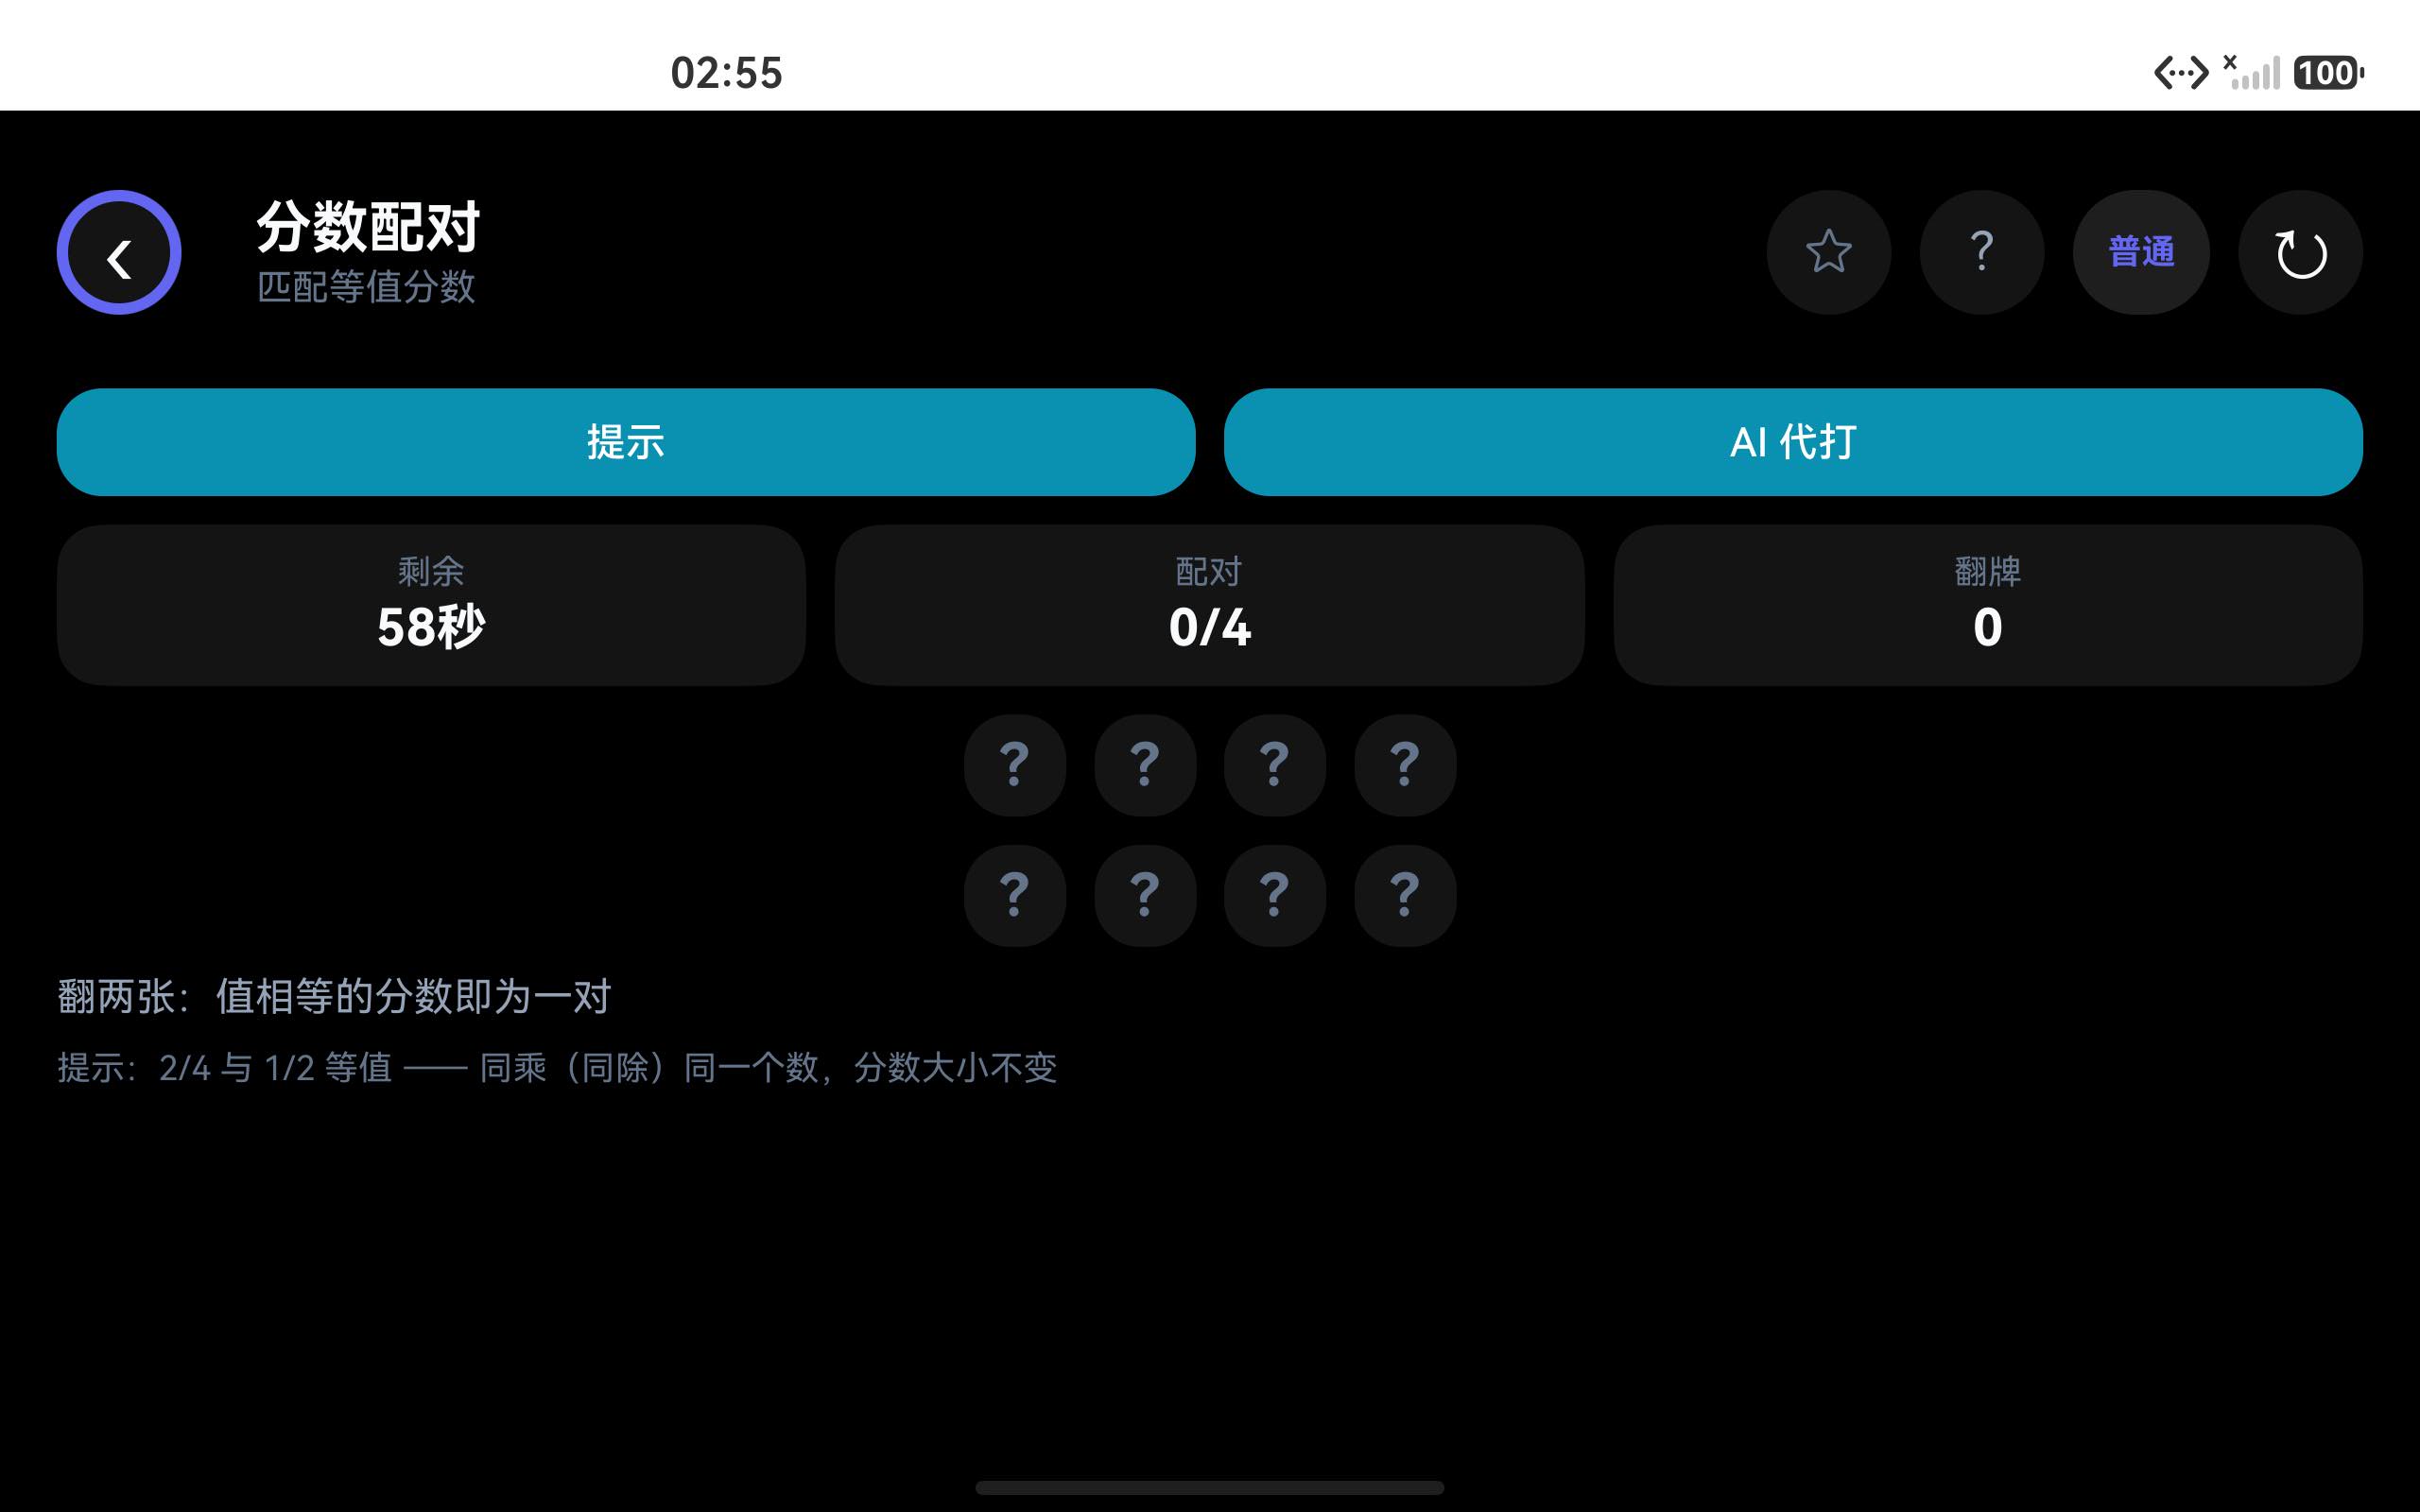 02:55
100
分数配对
匹配等值分数
?
普通
提示
AI 代打
剩余
58秒
配对
0/4
翻牌
0
? ? ? ?
? ? ? ?
翻两张：值相等的分数即为一对
提示：2/4 与 1/2 等值 —— 同乘（同除）同一个数，分数大小不变